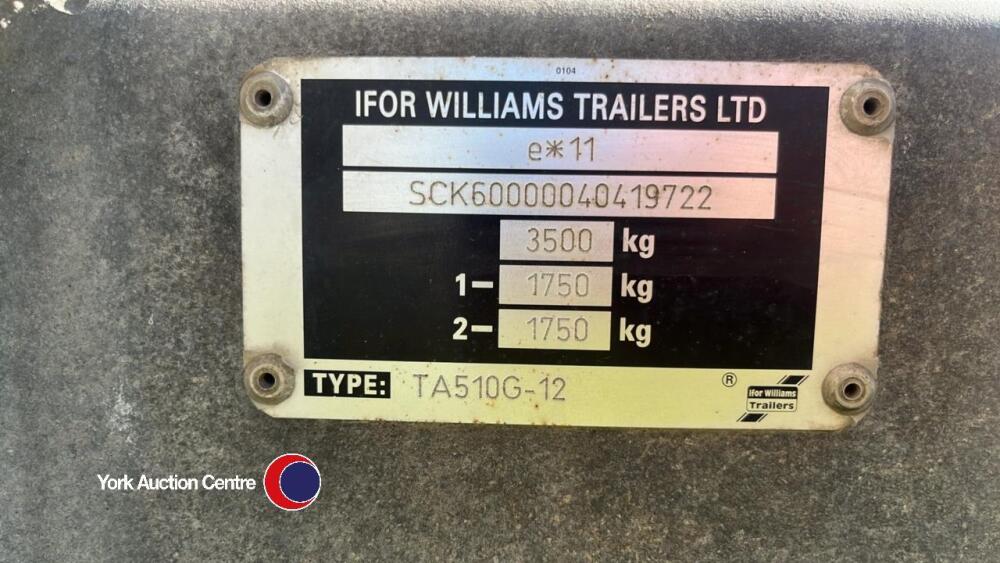 0104
IFOR WILLIAMS TRAILERS LTD
e*11
SCK60000040419722
3500 kg
1- 1750 kg
2- 1750 kg
TYPE: TA510G-12
®
Ifor Williams
Trailers
York Auction Centre